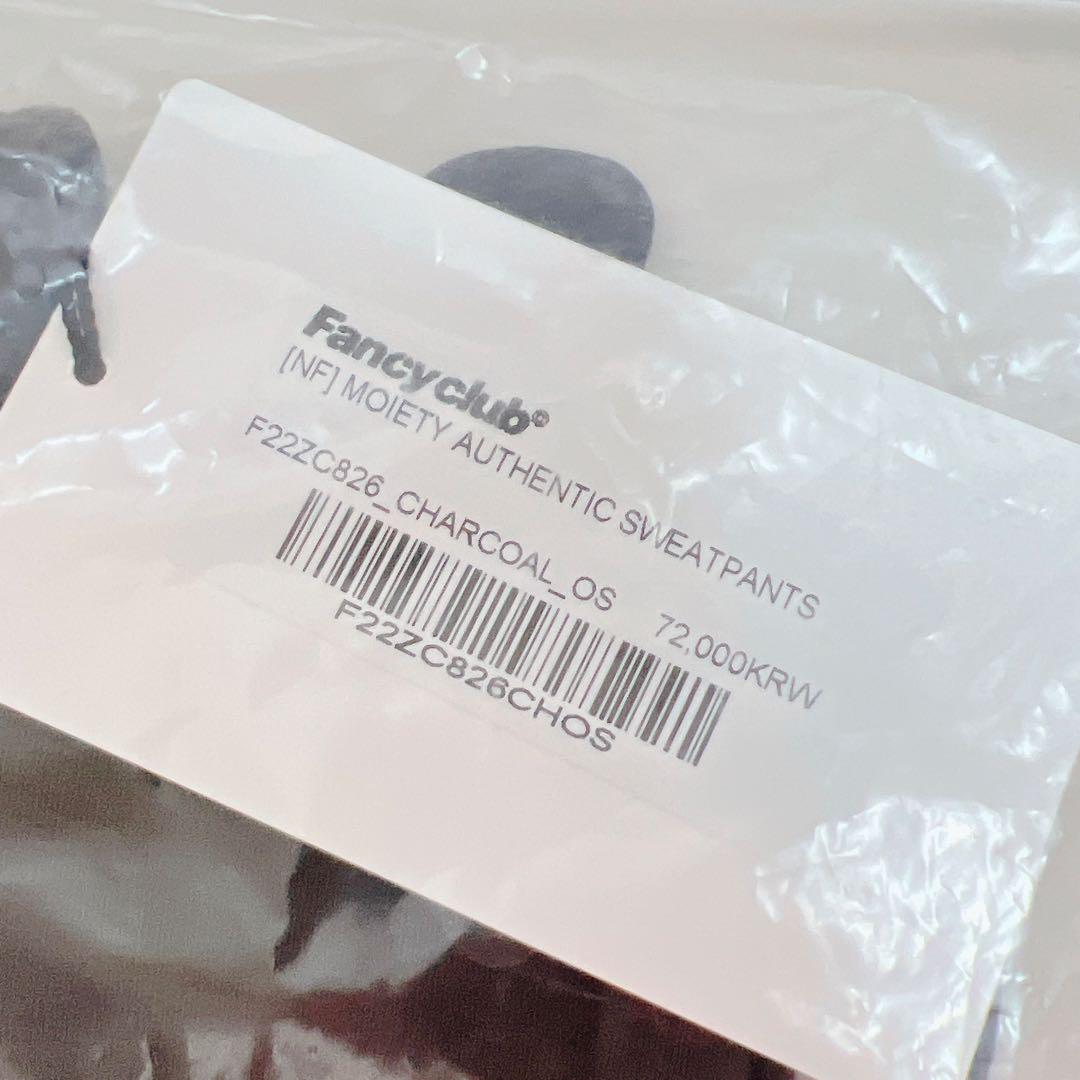 Fancyclub©
[NF] MOIETY AUTHENTIC SWEATPANTS
F22ZC826_CHARCOAL_OS 72,000KRW
F22ZC826CHOS